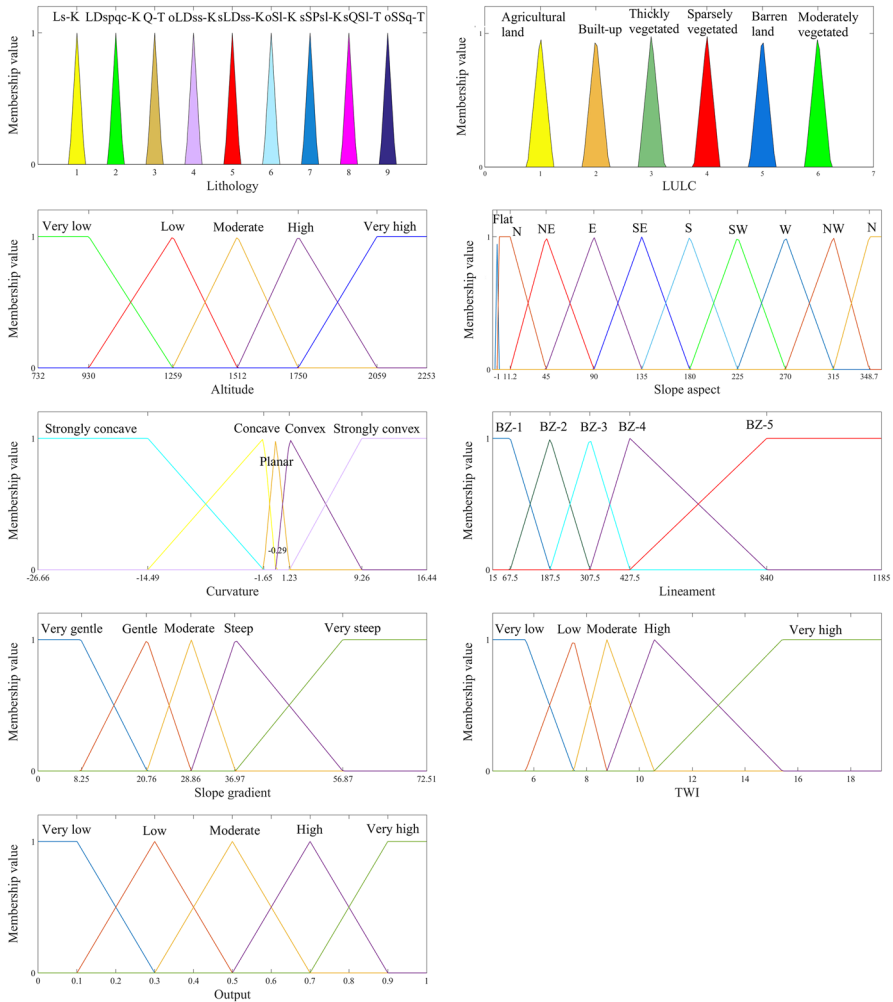 Ls-K LDspqc-K Q-T oLDss-K sLDss-K oSl-K sSPsl-K sQSl-T oSSq-T
Membership value
1
0
1 2 3 4 5 6 7 8 9
Lithology
Agricultural land
Built-up
Thickly vegetated
Sparsely vegetated
Barren land
Moderately vegetated
Membership value
1
0
0 1 2 3 4 5 6 7
LULC
Very low Low Moderate High Very high
Membership value
1
0
732 930 1259 1512 1750 2059 2253
Altitude
Flat
N NE E SE S SW W NW N
Membership value
1
0
-1 11.2 45 90 135 180 225 270 315 348.7
Slope aspect
Strongly concave Concave Convex Strongly convex
Planar
-0.29
Membership value
1
0
-26.66 -14.49 -1.65 1.23 9.26 16.44
Curvature
BZ-1 BZ-2 BZ-3 BZ-4 BZ-5
Membership value
1
0
15 67.5 187.5 307.5 427.5 840 1185
Lineament
Very gentle Gentle Moderate Steep Very steep
Membership value
1
0
0 8.25 20.76 28.86 36.97 56.87 72.51
Slope gradient
Very low Low Moderate High Very high
Membership value
1
0
6 8 10 12 14 16 18
TWI
Very low Low Moderate High Very high
Membership value
1
0
0 0.1 0.2 0.3 0.4 0.5 0.6 0.7 0.8 0.9 1
Output